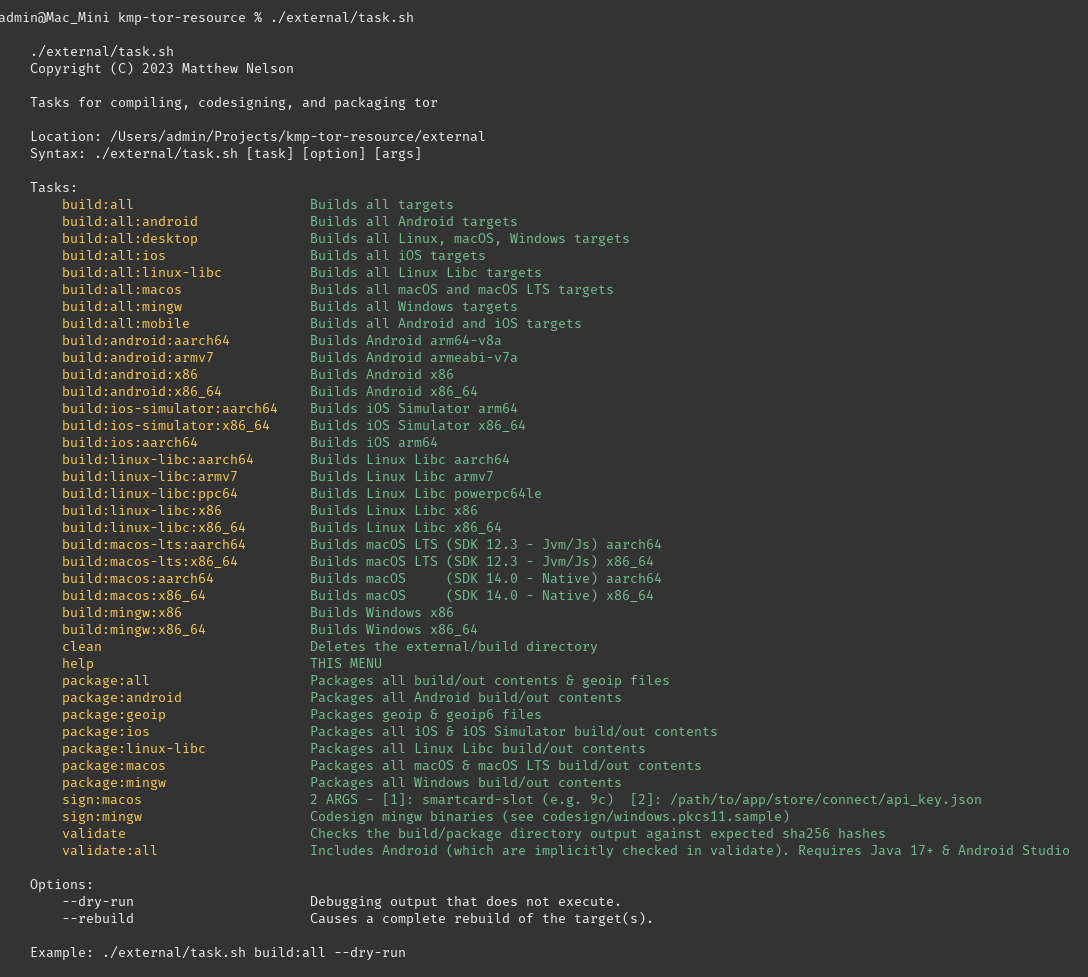 admin@Mac_Mini kmp-tor-resource % ./external/task.sh
./external/task.sh
Copyright (C) 2023 Matthew Nelson
Tasks for compiling, codesigning, and packaging tor
Location: /Users/admin/Projects/kmp-tor-resource/external
Syntax: ./external/task.sh [task] [option] [args]
Tasks:
build:all Builds all targets
build:all:android Builds all Android targets
build:all:desktop Builds all Linux, macOS, Windows targets
build:all:ios Builds all iOS targets
build:all:linux-libc Builds all Linux Libc targets
build:all:macos Builds all macOS and macOS LTS targets
build:all:mingw Builds all Windows targets
build:all:mobile Builds all Android and iOS targets
build:android:aarch64 Builds Android arm64-v8a
build:android:armv7 Builds Android armeabi-v7a
build:android:x86 Builds Android x86
build:android:x86_64 Builds Android x86_64
build:ios-simulator:aarch64 Builds iOS Simulator arm64
build:ios-simulator:x86_64 Builds iOS Simulator x86_64
build:ios:aarch64 Builds iOS arm64
build:linux-libc:aarch64 Builds Linux Libc aarch64
build:linux-libc:armv7 Builds Linux Libc armv7
build:linux-libc:ppc64 Builds Linux Libc powerpc64le
build:linux-libc:x86 Builds Linux Libc x86
build:linux-libc:x86_64 Builds Linux Libc x86_64
build:macos-lts:aarch64 Builds macOS LTS (SDK 12.3 - Jvm/Js) aarch64
build:macos-lts:x86_64 Builds macOS LTS (SDK 12.3 - Jvm/Js) x86_64
build:macos:aarch64 Builds macOS (SDK 14.0 - Native) aarch64
build:macos:x86_64 Builds macOS (SDK 14.0 - Native) x86_64
build:mingw:x86 Builds Windows x86
build:mingw:x86_64 Builds Windows x86_64
clean Deletes the external/build directory
help THIS MENU
package:all Packages all build/out contents & geoip files
package:android Packages all Android build/out contents
package:geoip Packages geoip & geoip6 files
package:ios Packages all iOS & iOS Simulator build/out contents
package:linux-libc Packages all Linux Libc build/out contents
package:macos Packages all macOS & macOS LTS build/out contents
package:mingw Packages all Windows build/out contents
sign:macos 2 ARGS - [1]: smartcard-slot (e.g. 9c) [2]: /path/to/app/store/connect/api_key.json
sign:mingw Codesign mingw binaries (see codesign/windows.pkcs11.sample)
validate Checks the build/package directory output against expected sha256 hashes
validate:all Includes Android (which are implicitly checked in validate). Requires Java 17+ & Android Studio
Options:
--dry-run Debugging output that does not execute.
--rebuild Causes a complete rebuild of the target(s).
Example: ./external/task.sh build:all --dry-run